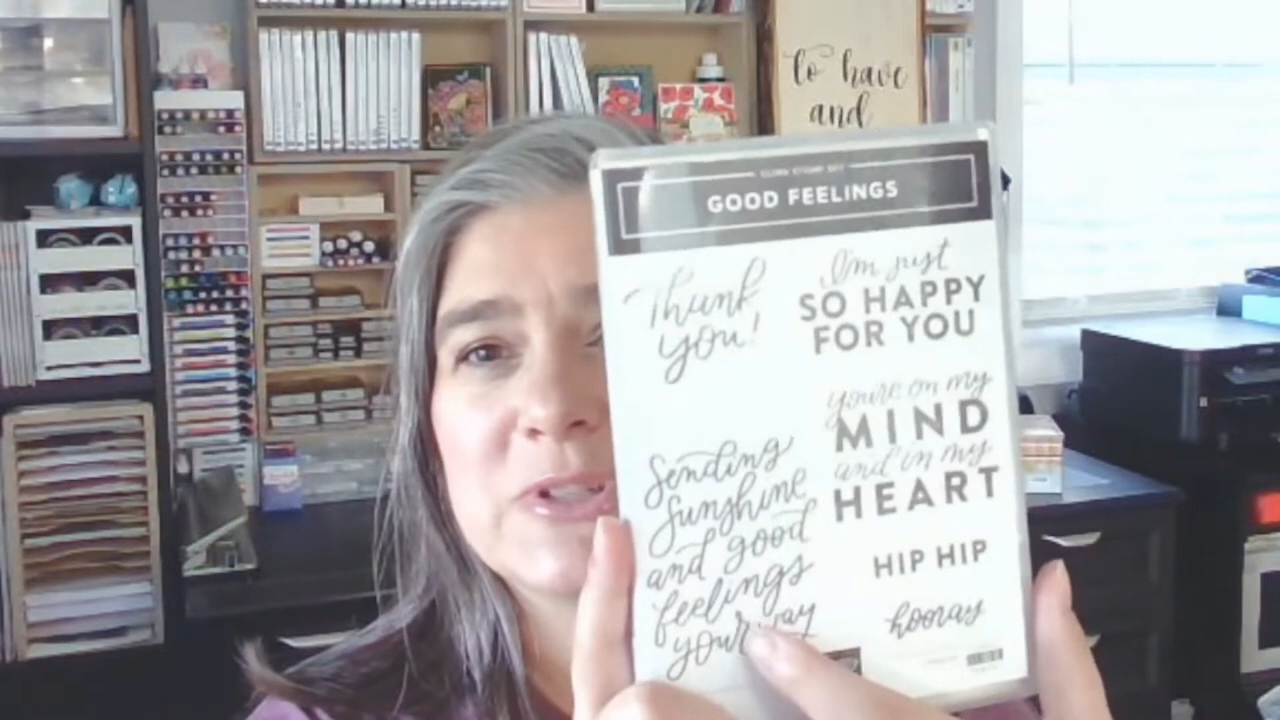 to have
and
GOOD FEELINGS
Thank
you!
I'm just
SO HAPPY
FOR YOU
you're on my
MIND
and in my
HEART
Sending
Sunshine
and good
feelings
your way
HIP HIP
hooray